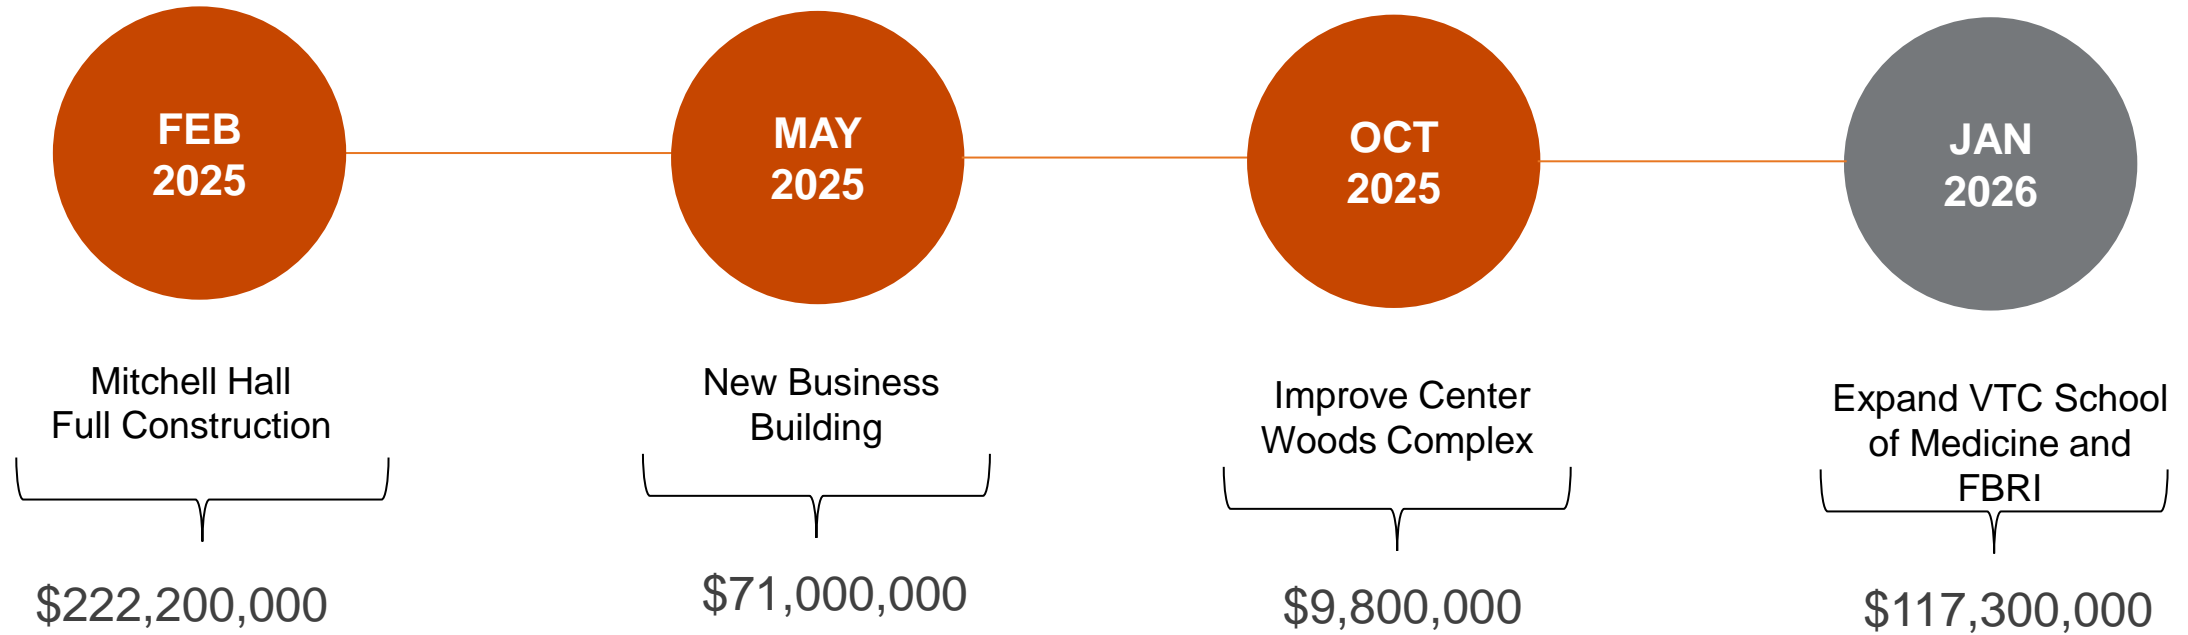 FEB
2025
MAY
2025
OCT
2025
JAN
2026
Mitchell Hall
Full Construction
New Business
Building
Improve Center
Woods Complex
Expand VTC School
of Medicine and
FBRI
$222,200,000
$71,000,000
$9,800,000
$117,300,000